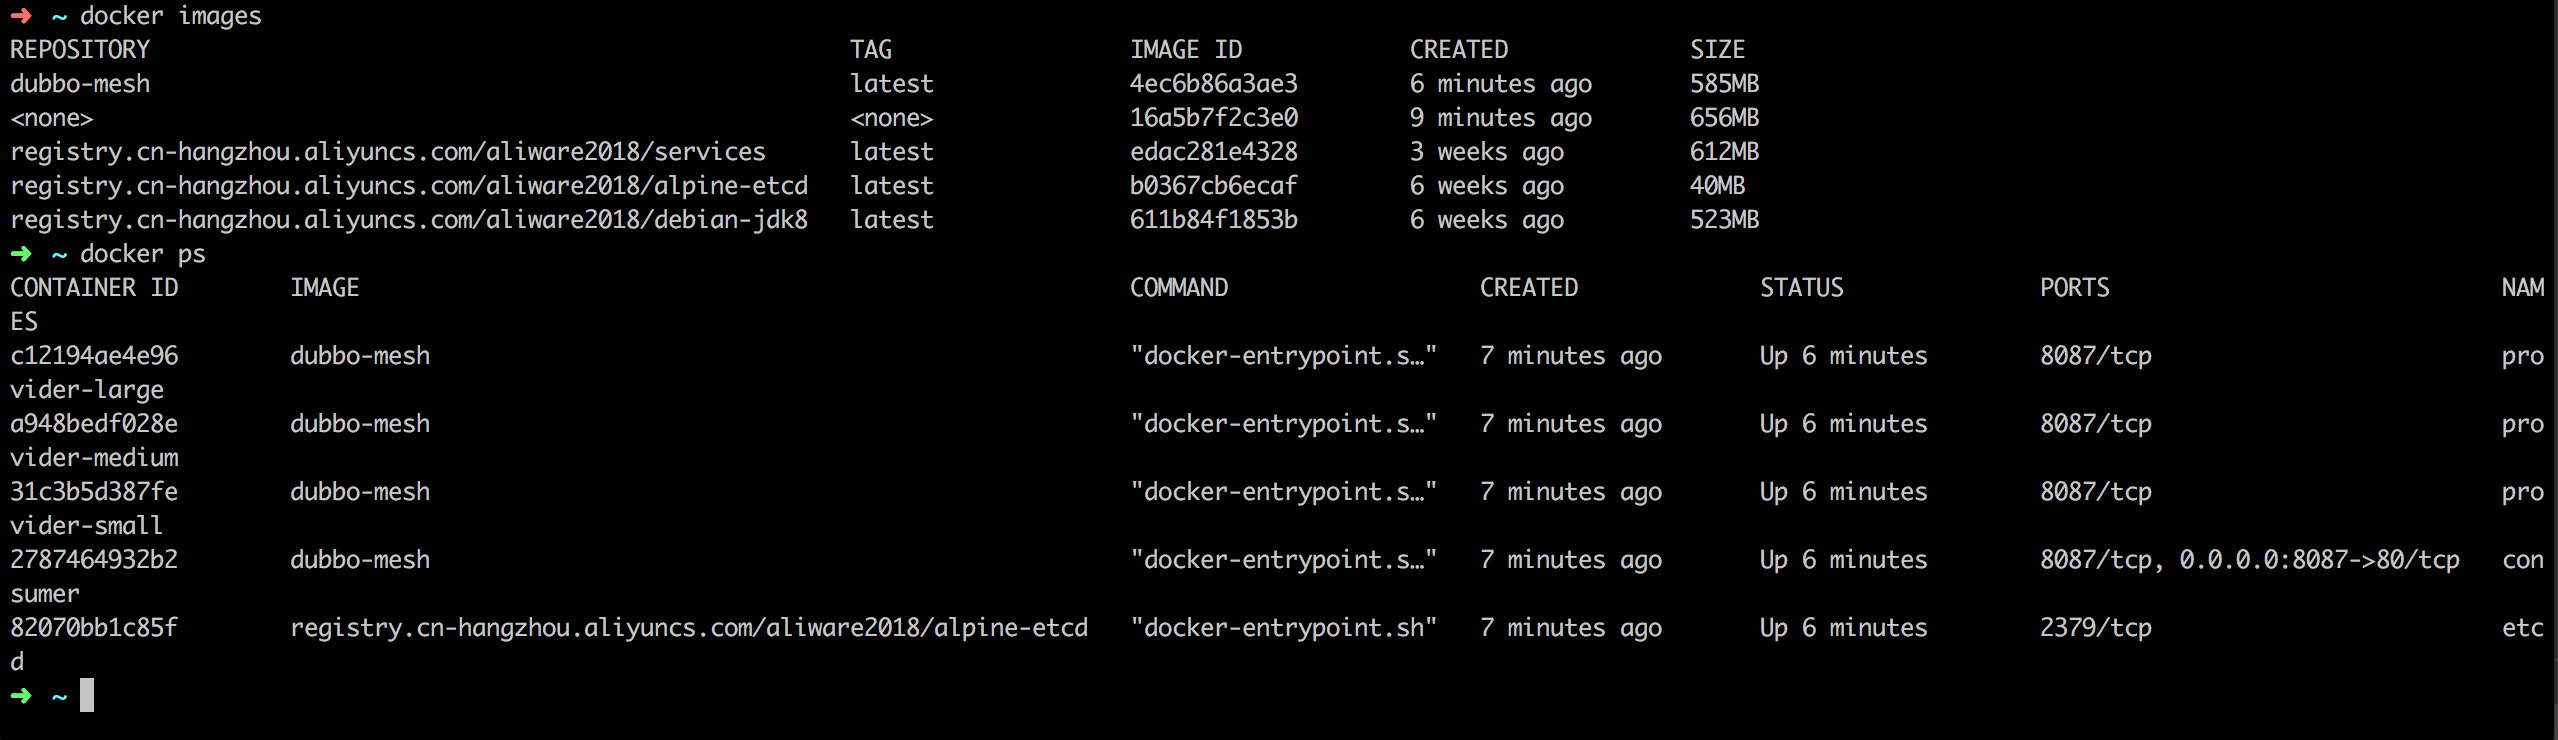 ➜ ~ docker images
REPOSITORY TAG IMAGE ID CREATED SIZE
dubbo-mesh latest 4ec6b86a3ae3 6 minutes ago 585MB
<none> <none> 16a5b7f2c3e0 9 minutes ago 656MB
registry.cn-hangzhou.aliyuncs.com/aliware2018/services latest edac281e4328 3 weeks ago 612MB
registry.cn-hangzhou.aliyuncs.com/aliware2018/alpine-etcd latest b0367cb6ecaf 6 weeks ago 40MB
registry.cn-hangzhou.aliyuncs.com/aliware2018/debian-jdk8 latest 611b84f1853b 6 weeks ago 523MB
➜ ~ docker ps
CONTAINER ID IMAGE COMMAND CREATED STATUS PORTS NAM
ES
c12194ae4e96 dubbo-mesh "docker-entrypoint.s…" 7 minutes ago Up 6 minutes 8087/tcp pro
vider-large
a948bedf028e dubbo-mesh "docker-entrypoint.s…" 7 minutes ago Up 6 minutes 8087/tcp pro
vider-medium
31c3b5d387fe dubbo-mesh "docker-entrypoint.s…" 7 minutes ago Up 6 minutes 8087/tcp pro
vider-small
2787464932b2 dubbo-mesh "docker-entrypoint.s…" 7 minutes ago Up 6 minutes 8087/tcp, 0.0.0.0:8087->80/tcp con
sumer
82070bb1c85f registry.cn-hangzhou.aliyuncs.com/aliware2018/alpine-etcd "docker-entrypoint.sh" 7 minutes ago Up 6 minutes 2379/tcp etc
d
➜ ~